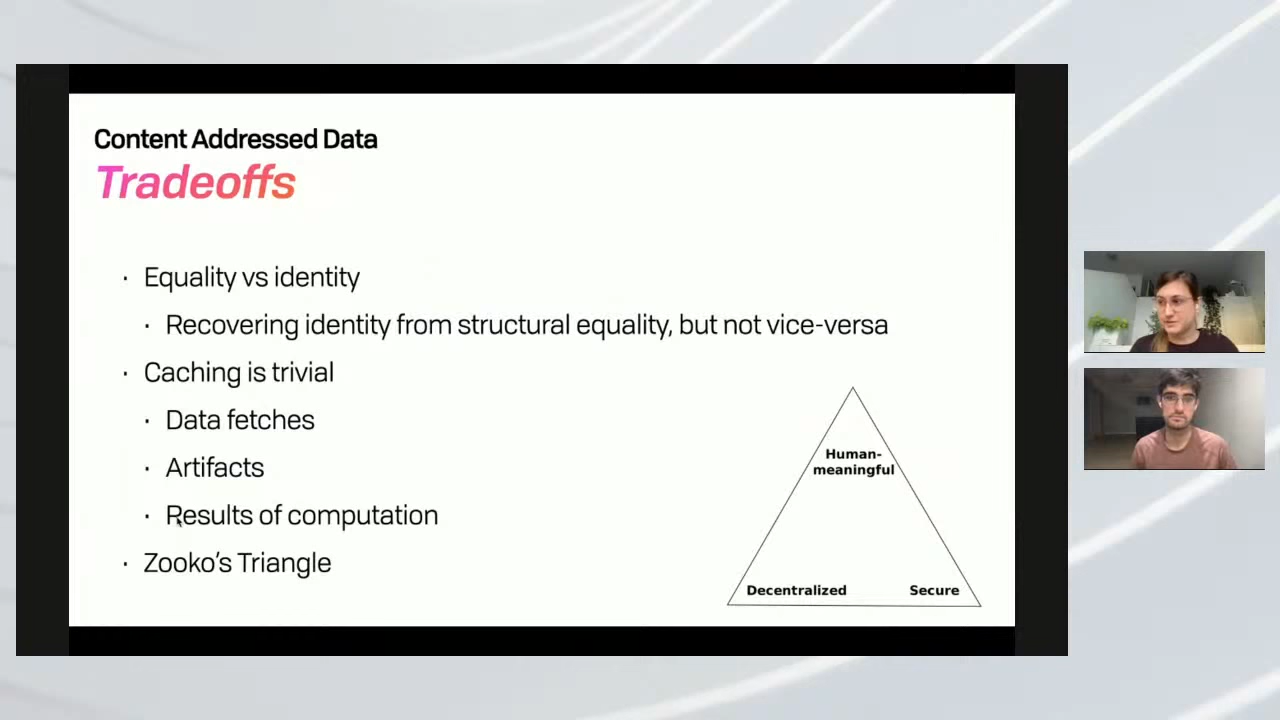 Content Addressed Data
Tradeoffs
· Equality vs identity
· Recovering identity from structural equality, but not vice-versa
· Caching is trivial
· Data fetches
· Artifacts
· Results of computation
· Zooko's Triangle
Human-
meaningful
Decentralized
Secure